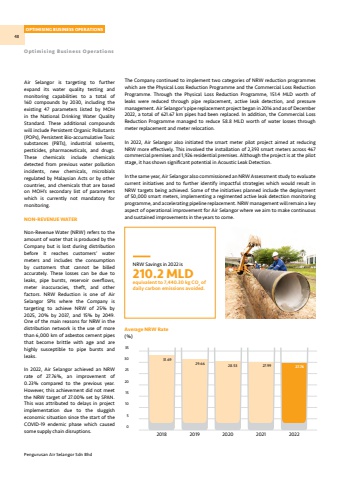 OPTIMISING BUSINESS OPERATIONS
48
Optimising Business Operations
Air Selangor is targeting to further
expand its water quality testing and
monitoring capabilities to a total of
160 compounds by 2030, including the
existing 47 parameters listed by MOH
in the National Drinking Water Quality
Standard. These additional compounds
will include Persistent Organic Pollutants
(POPs), Persistent Bio-accumulative Toxic
substances (PBTs), industrial solvents,
pesticides, pharmaceuticals, and drugs.
These chemicals include chemicals
detected from previous water pollution
incidents, new chemicals, microbials
regulated by Malaysian Acts or by other
countries, and chemicals that are based
on MOH's secondary list of parameters
which is currently not mandatory for
monitoring.
NON-REVENUE WATER
Non-Revenue Water (NRW) refers to the
amount of water that is produced by the
Company but is lost during distribution
before it reaches customers' water
meters and includes the consumption
by customers that cannot be billed
accurately. These losses can be due to
leaks, pipe bursts, reservoir overflows,
meter inaccuracies, theft, and other
factors. NRW Reduction is one of Air
Selangor SPIs where the Company is
targeting to achieve NRW of 25% by
2025, 20% by 2037, and 15% by 2049.
One of the main reasons for NRW in the
distribution network is the use of more
than 6,000 km of asbestos cement pipes
that become brittle with age and are
highly susceptible to pipe bursts and
leaks.
In 2022, Air Selangor achieved an NRW
rate of 27.76%, an improvement of
0.23% compared to the previous year.
However, this achievement did not meet
the NRW target of 27.00% set by SPAN.
This was attributed to delays in project
implementation due to the sluggish
economic situation since the start of the
COVID-19 endemic phase which caused
some supply chain disruptions.
The Company continued to implement two categories of NRW reduction programmes
which are the Physical Loss Reduction Programme and the Commercial Loss Reduction
Programme. Through the Physical Loss Reduction Programme, 151.4 MLD worth of
leaks were reduced through pipe replacement, active leak detection, and pressure
management. Air Selangor's pipe replacement project began in 2016 and as of December
2022, a total of 621.67 km pipes had been replaced. In addition, the Commercial Loss
Reduction Programme managed to reduce 58.8 MLD worth of water losses through
meter replacement and meter relocation.
In 2022, Air Selangor also initiated the smart meter pilot project aimed at reducing
NRW more effectively. This involved the installation of 2,393 smart meters across 467
commercial premises and 1,926 residential premises. Although the project is at the pilot
stage, it has shown significant potential in Acoustic Leak Detection.
In the same year, Air Selangor also commissioned an NRW Assessment study to evaluate
current initiatives and to further identify impactful strategies which would result in
NRW targets being achieved. Some of the initiatives planned include the deployment
of 50,000 smart meters, implementing a regimented active leak detection monitoring
programme, and accelerating pipeline replacement. NRW management will remain a key
aspect of operational improvement for Air Selangor where we aim to make continuous
and sustained improvements in the years to come.
NRW Savings in 2022 is
210.2 MLD
daily carbon emissions avoided.
Average NRW Rate
(%)
35
30
25
20
15
10
5
0
31.49
29.66
28.53
27.99
2018
2019
2020
2021
2022
Pengurusan Air Selangor Sdn Bhd